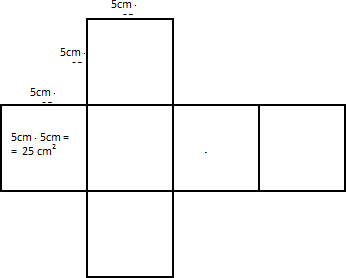 5cm .
5cm .
5cm .
5cm . 5cm =
= 25 cm²